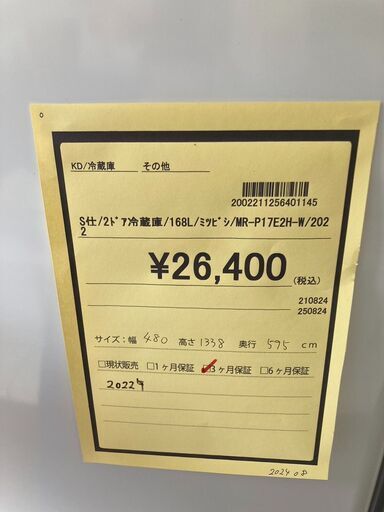 KD/冷蔵庫 その他
2002211256401145
S仕/2ﾄﾞｱ冷蔵庫/168L/ﾐﾂﾋﾞｼ/MR-P17E2H-W/202
2
¥26,400(税込)
210824
250824
サイズ:幅 480 高さ 1338 奥行 595 cm
□現状販売 □1ヶ月保証 □3ヶ月保証 □6ヶ月保証
2022年
2024.08